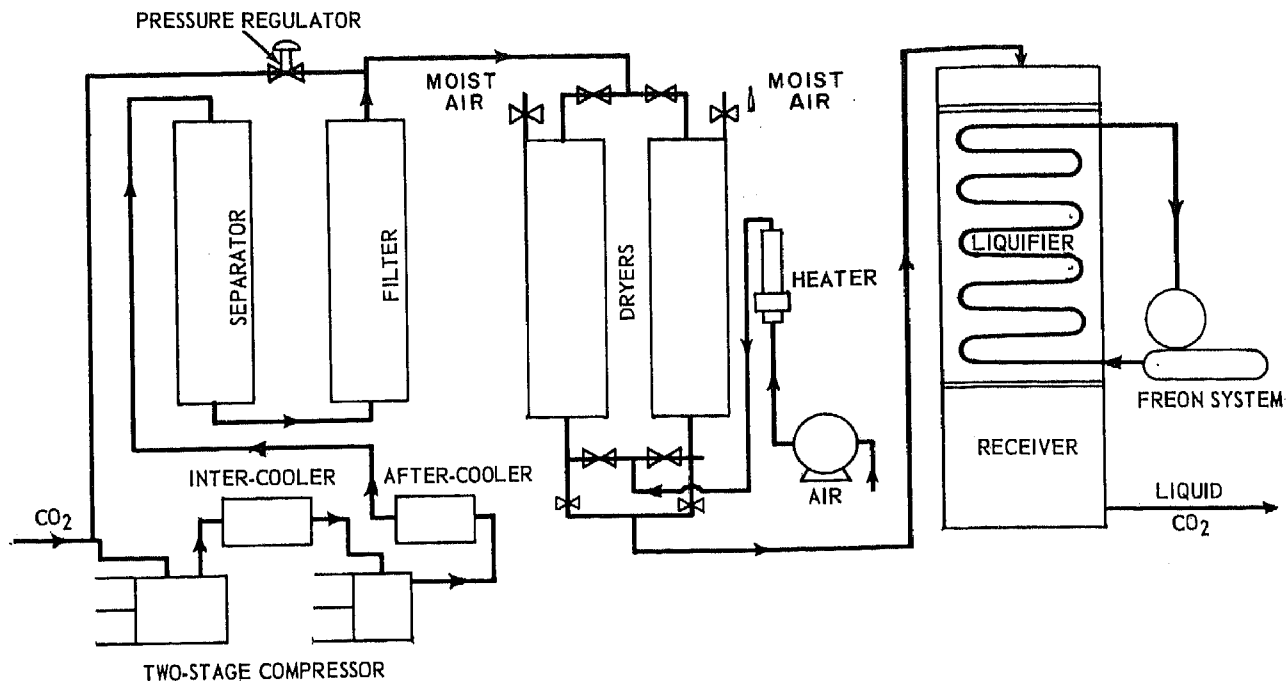 PRESSURE REGULATOR
MOIST
AIR
MOIST
AIR
SEPARATOR
FILTER
DRYERS
HEATER
LIQUIFIER
FREON SYSTEM
RECEIVER
AIR
INTER-COOLER
AFTER-COOLER
CO₂
LIQUID
CO₂
TWO-STAGE COMPRESSOR